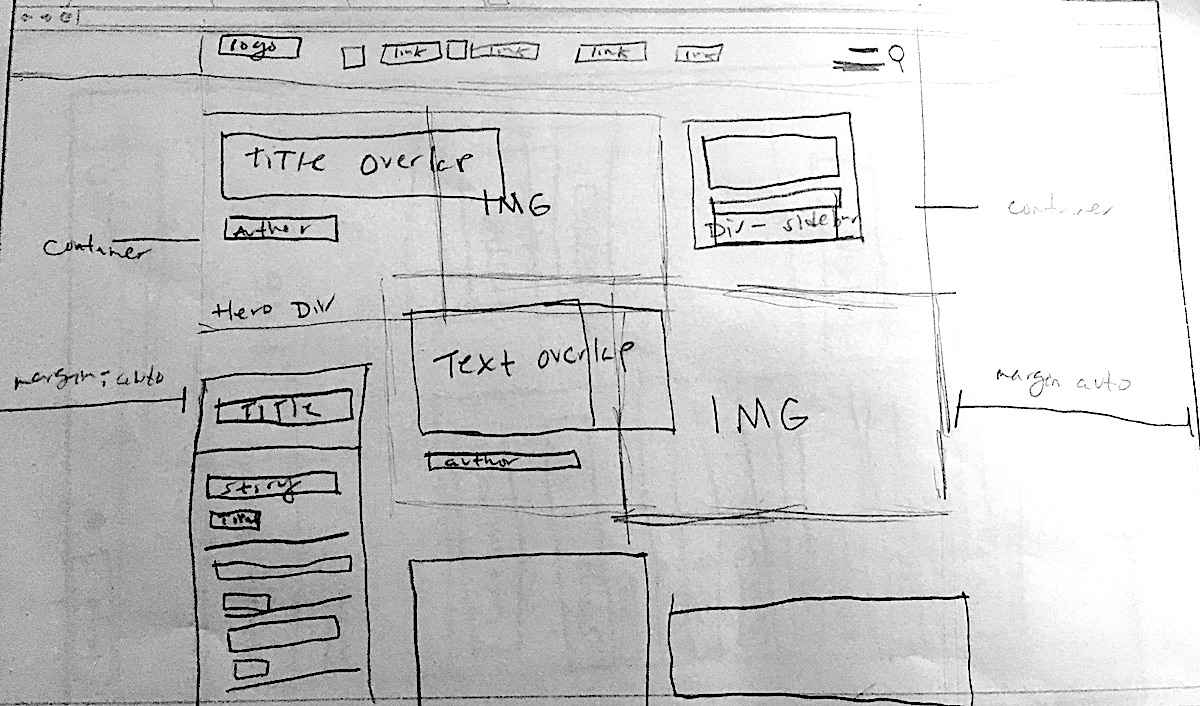 logo
link link link link
Title overlap
IMG
Author
Div - sidebar
container
container
Hero Div
Text overlap
margin: auto
margin auto
TITLE
IMG
author
story
Time